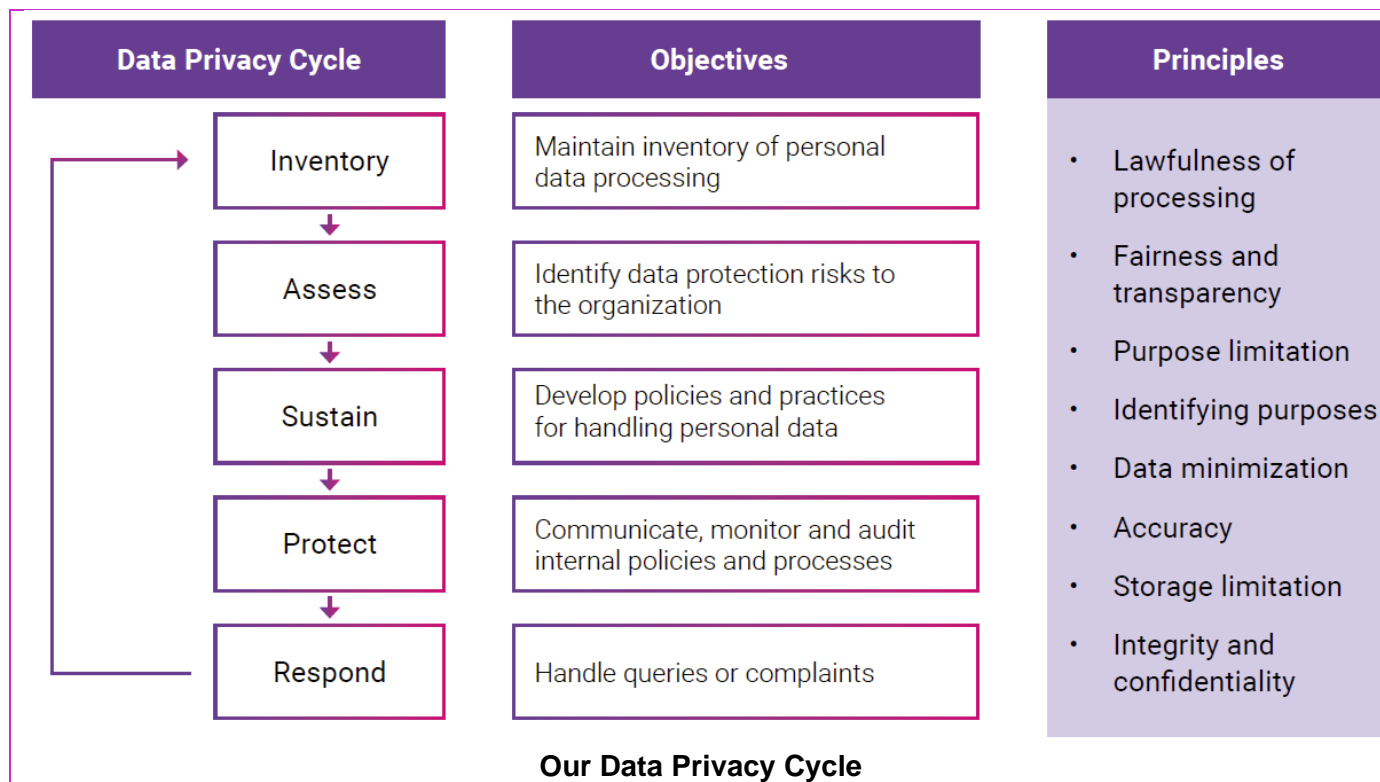 Data Privacy Cycle
Objectives
Principles
Inventory
Maintain inventory of personal
data processing
Assess
Identify data protection risks to
the organization
Sustain
Develop policies and practices
for handling personal data
Protect
Communicate, monitor and audit
internal policies and processes
Respond
Handle queries or complaints
• Lawfulness of
processing
• Fairness and
transparency
• Purpose limitation
• Identifying purposes
• Data minimization
• Accuracy
• Storage limitation
• Integrity and
confidentiality
Our Data Privacy Cycle